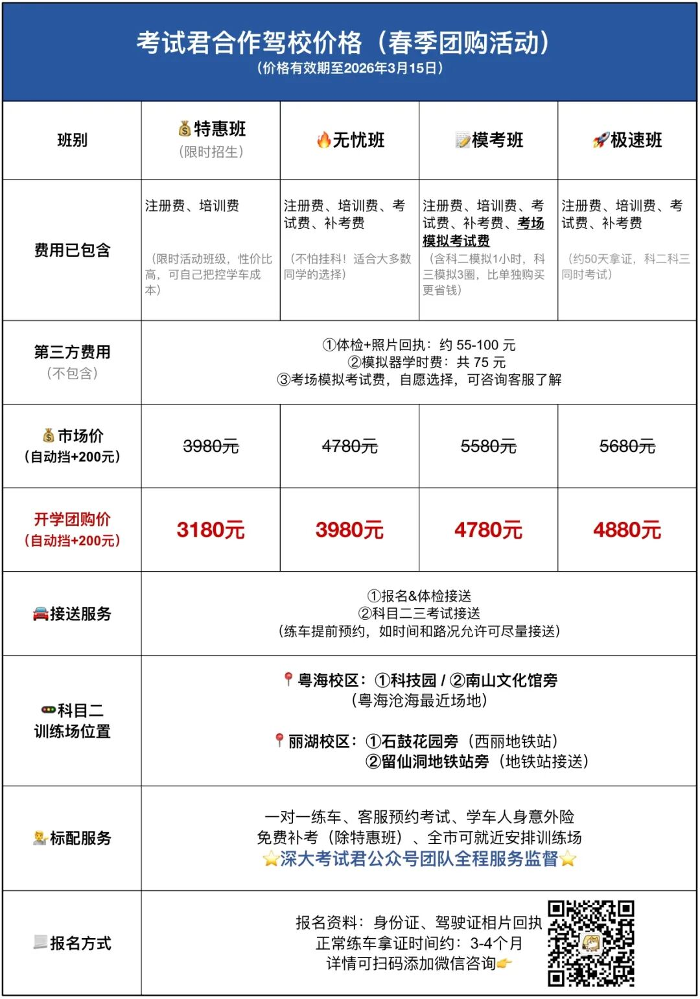 考试君合作驾校价格（春季团购活动）
（价格有效期至2026年3月15日）
班别
💰特惠班
（限时招生）
🔥无忧班
📝模考班
🚀极速班
费用已包含
注册费、培训费
（限时活动班级，性价比
高，可自己把控学车成
本）
注册费、培训费、考
试费、补考费
（不怕挂科！适合大多数
同学的选择）
注册费、培训费、考
试费、补考费、考场
模拟考试费
（含科二模拟1小时，科
三模拟3圈，比单独购买
更省钱）
注册费、培训费、考
试费、补考费
（约50天拿证，科二科三
同时考试）
第三方费用
（不包含）
①体检+照片回执：约 55-100 元
②模拟器学时费：共 75 元
③考场模拟考试费，自愿选择，可咨询客服了解
💰市场价
（自动挡+200元）
3980元
4780元
5580元
5680元
开学团购价
（自动挡+200元）
3180元
3980元
4780元
4880元
🚘接送服务
①报名&体检接送
②科目二三考试接送
（练车提前预约，如时间和路况允许可尽量接送）
🚥科目二
训练场位置
📍粤海校区：①科技园 / ②南山文化馆旁
（粤海沧海最近场地）
📍丽湖校区：①石鼓花园旁（西丽地铁站）
②留仙洞地铁站旁（地铁站接送）
💁‍♂️标配服务
一对一练车、客服预约考试、学车人身意外险
免费补考（除特惠班）、全市可就近安排训练场
⭐深大考试君公众号团队全程服务监督⭐
📃报名方式
报名资料：身份证、驾驶证相片回执
正常练车拿证时间约：3-4个月
详情可扫码添加微信咨询👉